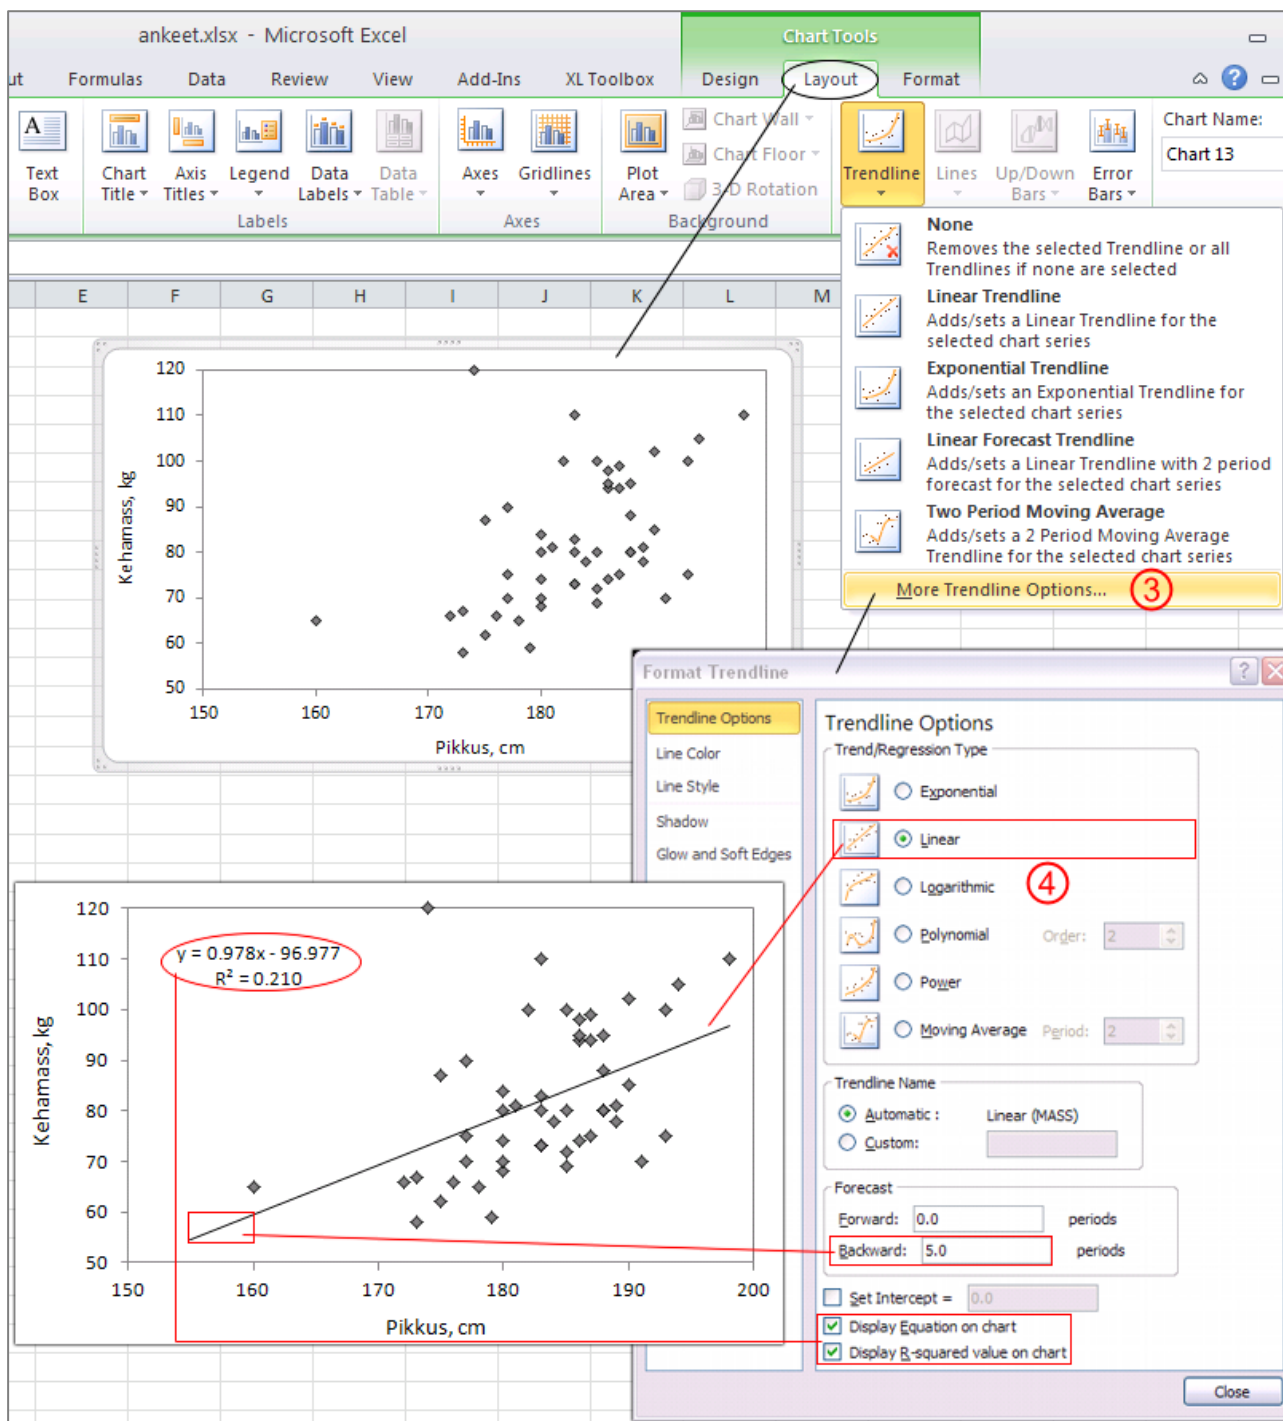 ankeet.xlsx - Microsoft Excel
Chart Tools
ut Formulas Data Review View Add-Ins XL Toolbox Design Layout Format
A
Text Box
Chart Title
Axis Titles
Legend
Data Labels
Data Table
Labels
Axes
Gridlines
Axes
Plot Area
Chart Wall
Chart Floor
3-D Rotation
Background
Trendline
Lines
Up/Down Bars
Error Bars
Chart Name:
Chart 13
None
Removes the selected Trendline or all
Trendlines if none are selected
Linear Trendline
Adds/sets a Linear Trendline for the
selected chart series
Exponential Trendline
Adds/sets an Exponential Trendline for
the selected chart series
Linear Forecast Trendline
Adds/sets a Linear Trendline with 2 period
forecast for the selected chart series
Two Period Moving Average
Adds/sets a 2 Period Moving Average
Trendline for the selected chart series
More Trendline Options... 3
E F G H I J K L M
120
110
100
90
80
70
60
50
150 160 170 180
Kehamass, kg
Pikkus, cm
Format Trendline
?
Trendline Options
Line Color
Line Style
Shadow
Glow and Soft Edges
Trendline Options
Trend/Regression Type
Exponential
Linear
Logarithmic
4
Polynomial Order: 2
Power
Moving Average Period: 2
Trendline Name
Automatic : Linear (MASS)
Custom:
Forecast
Forward: 0.0 periods
Backward: 5.0 periods
Set Intercept = 0.0
Display Equation on chart
Display R-squared value on chart
Close
120
110
100
90
80
70
60
50
150 160 170 180 190 200
y = 0.978x - 96.977
R² = 0.210
Kehamass, kg
Pikkus, cm